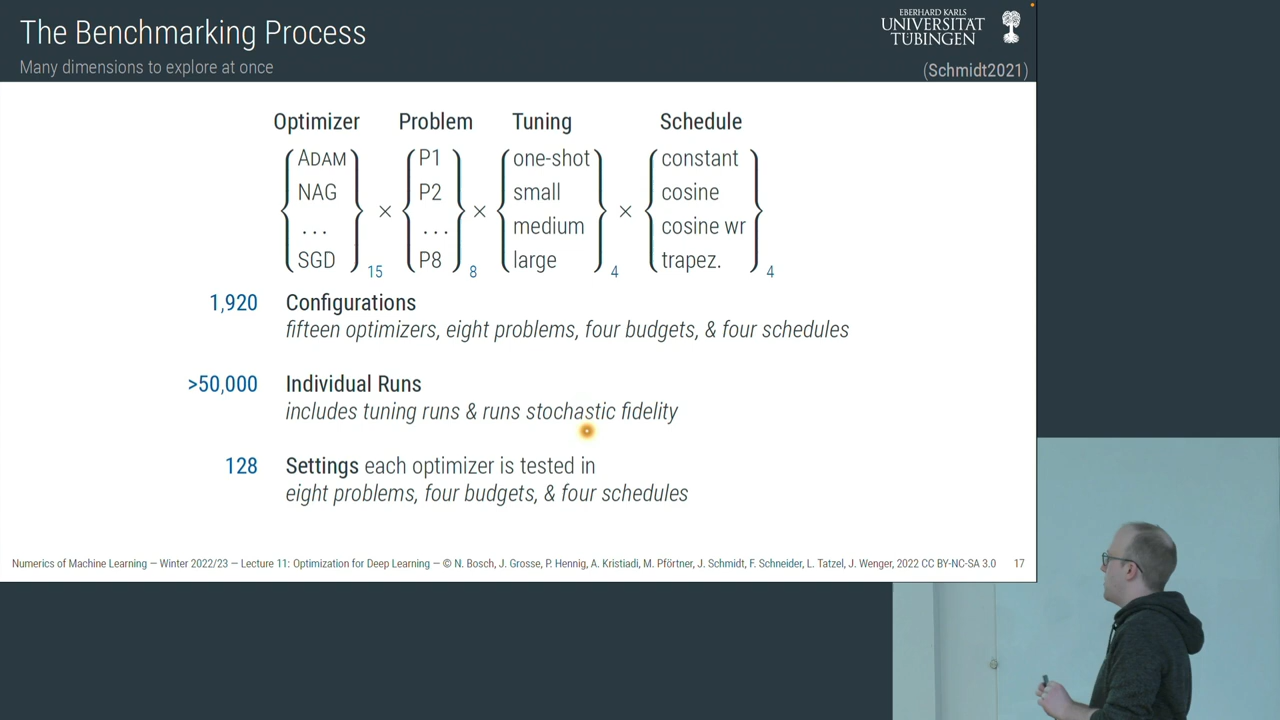 The Benchmarking Process
Many dimensions to explore at once
EBERHARD KARLS
UNIVERSITÄT
TÜBINGEN
(Schmidt2021)
Optimizer Problem Tuning Schedule
ADAM P1 one-shot constant
NAG P2 small cosine
... ... medium cosine wr
SGD P8 large trapez.
× × ×
15 8 4 4
1,920 Configurations
fifteen optimizers, eight problems, four budgets, & four schedules
>50,000 Individual Runs
includes tuning runs & runs stochastic fidelity
128 Settings each optimizer is tested in
eight problems, four budgets, & four schedules
Numerics of Machine Learning — Winter 2022/23 — Lecture 11: Optimization for Deep Learning — © N. Bosch, J. Grosse, P. Hennig, A. Kristiadi, M. Pförtner, J. Schmidt, F. Schneider, L. Tatzel, J. Wenger, 2022 CC BY-NC-SA 3.0 17